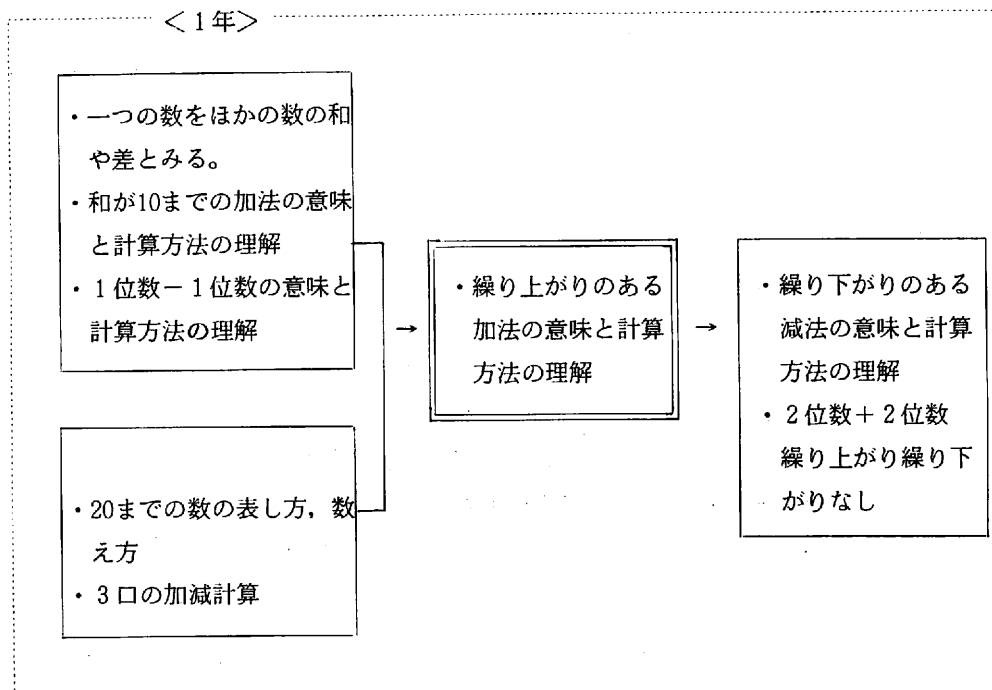 ＜１年＞
・一つの数をほかの数の和
や差とみる。
・和が10までの加法の意味
と計算方法の理解
・１位数－１位数の意味と
計算方法の理解
・20までの数の表し方，数
え方
・３口の加減計算
→
・繰り上がりのある
加法の意味と計算
方法の理解
→
・繰り下がりのある
減法の意味と計算
方法の理解
・２位数＋２位数
繰り上がり繰り下
がりなし